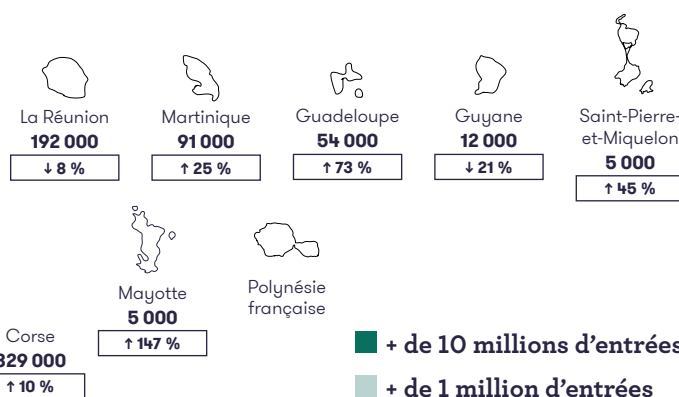 La Réunion
192 000
↓ 8 %
Martinique
91 000
↑ 25 %
Guadeloupe
54 000
↑ 73 %
Guyane
12 000
↓ 21 %
Saint-Pierre-
et-Miquelon
5 000
↑ 45 %
Mayotte
5 000
↑ 147 %
Polynésie
française
Corse
329 000
↑ 10 %
+ de 10 millions d’entrées
+ de 1 million d’entrées